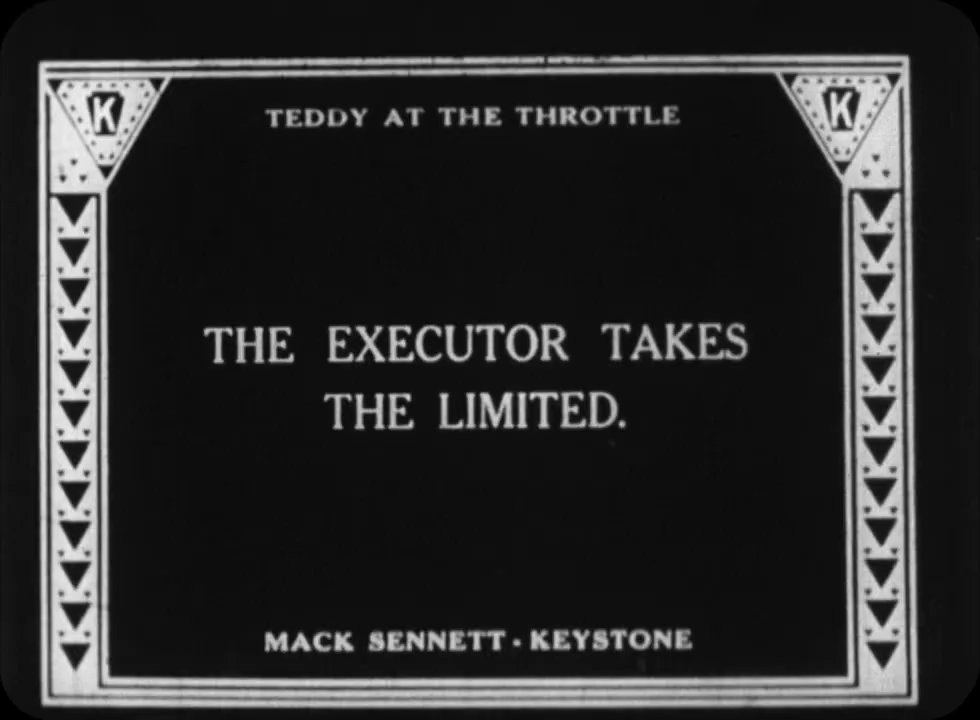 K K
TEDDY AT THE THROTTLE
THE EXECUTOR TAKES
THE LIMITED.
MACK SENNETT · KEYSTONE